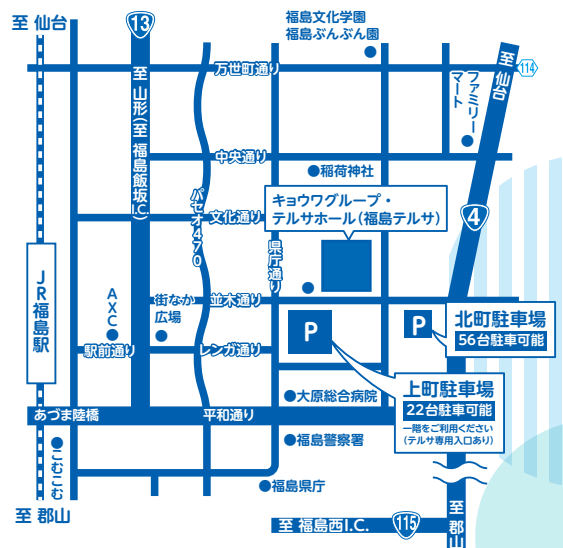 至 仙台
13
福島文化学園
福島ぶんぶん園
万世町通り
至 仙台
114
ファミリー
マート
至 山形(至 福島飯坂I.C)
中央通り
稲荷神社
キョウワグループ・
テルサホール(福島テルサ)
パセオ470
文化通り
県庁通り
4
JR福島駅
AXC
街なか
広場
並木通り
P
P
北町駐車場
56台駐車可能
駅前通り
レンガ通り
上町駐車場
22台駐車可能
一階をご利用ください
(テルサ専用入口あり)
大原総合病院
あづま陸橋
平和通り
こむこむ
福島警察署
福島県庁
至 郡山
至 福島西I.C.
115
至 郡山